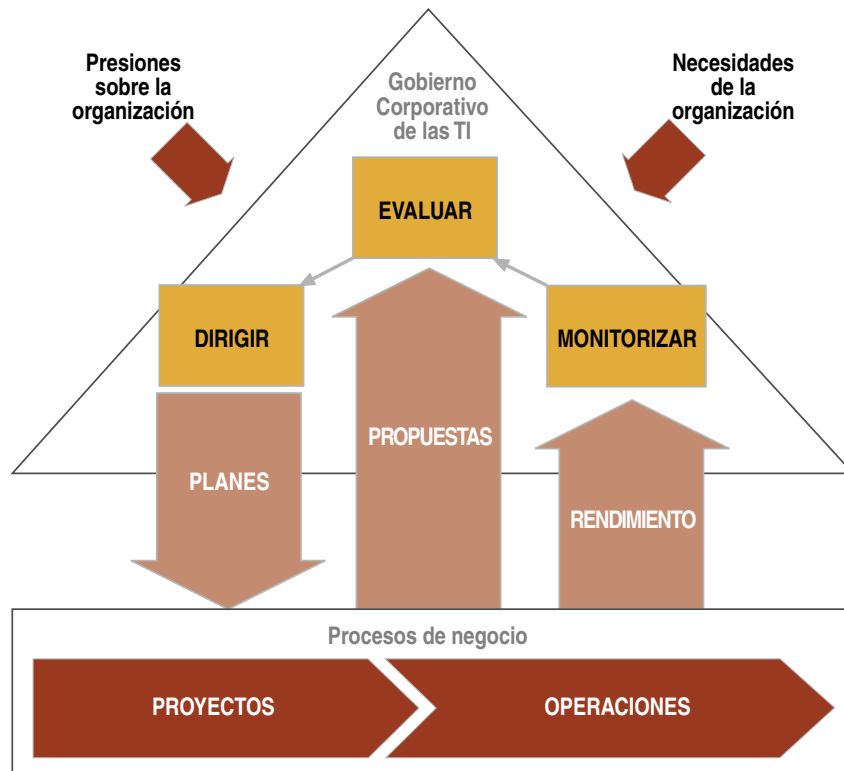 Presiones
sobre la
organización
Necesidades
de la
organización
Gobierno
Corporativo
de las TI
EVALUAR
DIRIGIR
MONITORIZAR
PLANES
PROPUESTAS
RENDIMIENTO
Procesos de negocio
PROYECTOS
OPERACIONES